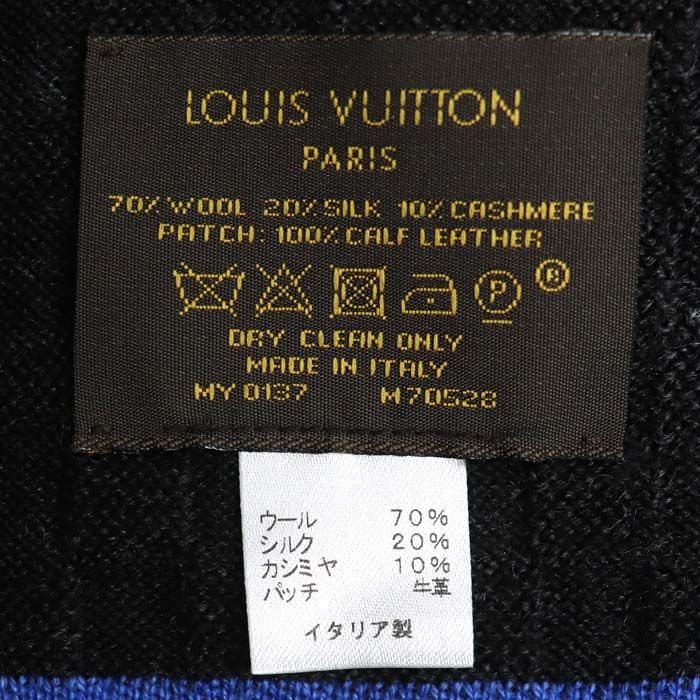 LOUIS VUITTON
PARIS
70% WOOL 20% SILK 10% CASHMERE
PATCH: 100% CALF LEATHER
P ®
DRY CLEAN ONLY
MADE IN ITALY
MY 0137 M70528
ウール 70%
シルク 20%
カシミヤ 10%
パッチ 牛革
イタリア製